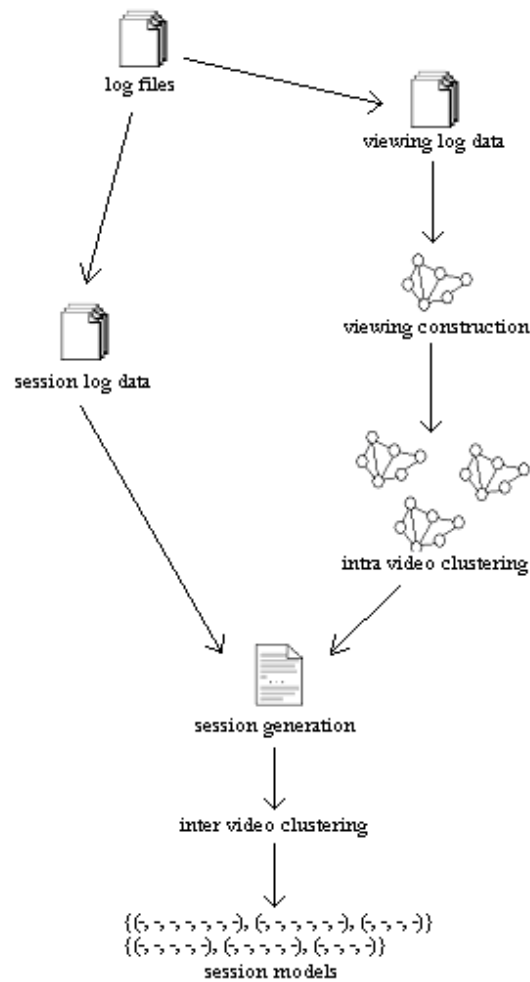 log files
viewing log data
viewing construction
session log data
intra video clustering
session generation
inter video clustering
{(-, -, -, -, -, -, -), (-, -, -, -, -, -), (-, -, -, -)}
{(-, -, -, -, -), (-, -, -, -, -), (-, -, -, -)}
session models